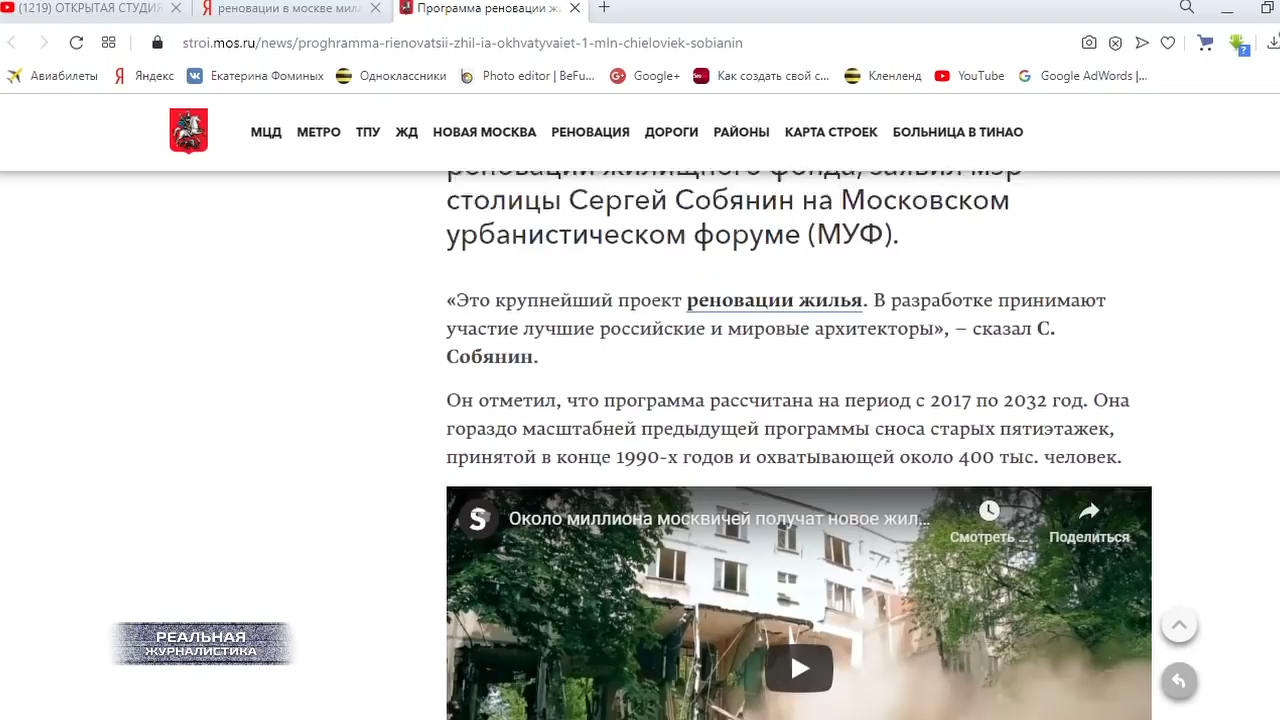 (1219) ОТКРЫТАЯ СТУДИЯ
реновации в москве мил
Программа реновации ж
stroi.mos.ru/news/proghramma-rienovatsii-zhil-ia-okhvatyvaiet-1-mln-chieloviek-sobianin
Авиабилеты
Яндекс
Екатерина Фоминых
Одноклассники
Photo editor | BeFu...
Google+
Как создать свой с...
Кленленд
YouTube
Google AdWords |...
МЦД МЕТРО ТПУ ЖД НОВАЯ МОСКВА РЕНОВАЦИЯ ДОРОГИ РАЙОНЫ КАРТА СТРОЕК БОЛЬНИЦА В ТИНАО
реновации жилищного фонда, заявил мэр
столицы Сергей Собянин на Московском
урбанистическом форуме (МУФ).
«Это крупнейший проект реновации жилья. В разработке принимают
участие лучшие российские и мировые архитекторы», – сказал С.
Собянин.
Он отметил, что программа рассчитана на период с 2017 по 2032 год. Она
гораздо масштабней предыдущей программы сноса старых пятиэтажек,
принятой в конце 1990-х годов и охватывающей около 400 тыс. человек.
S
Около миллиона москвичей получат новое жил...
Смотреть ...
Поделиться
РЕАЛЬНАЯ
ЖУРНАЛИСТИКА